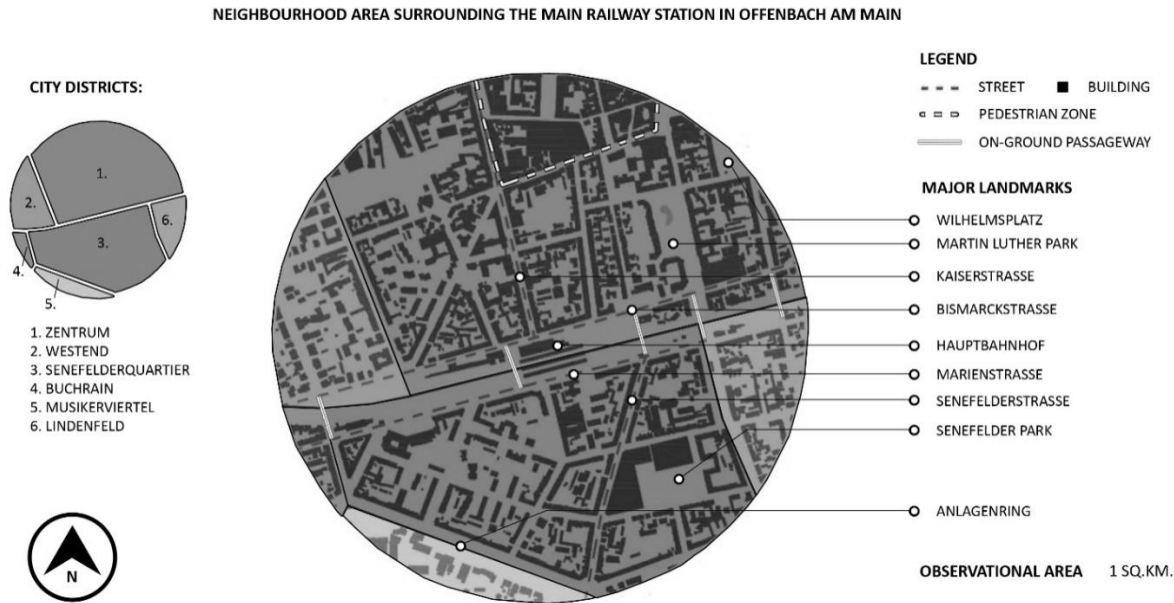 NEIGHBOURHOOD AREA SURROUNDING THE MAIN RAILWAY STATION IN OFFENBACH AM MAIN
CITY DISTRICTS:
1.
2.
3.
4.
5.
6.
1. ZENTRUM
2. WESTEND
3. SENEFELDERQUARTIER
4. BUCHRAIN
5. MUSIKERVIERTEL
6. LINDENFELD
N
LEGEND
STREET
BUILDING
PEDESTRIAN ZONE
ON-GROUND PASSAGEWAY
MAJOR LANDMARKS
WILHELMSPLATZ
MARTIN LUTHER PARK
KAISERSTRASSE
BISMARCKSTRASSE
HAUPTBAHNHOF
MARIENSTRASSE
SENEFELDERSTRASSE
SENEFELDER PARK
ANLAGENRING
OBSERVATIONAL AREA 1 SQ.KM.